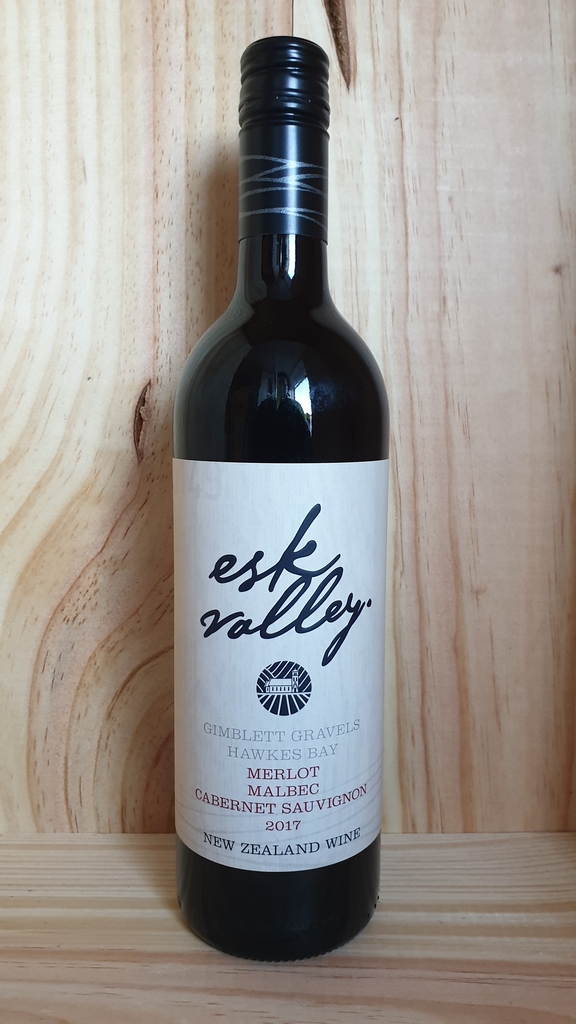 esk
valley.
GIMBLETT GRAVELS
HAWKES BAY
MERLOT
MALBEC
CABERNET SAUVIGNON
2017
NEW ZEALAND WINE